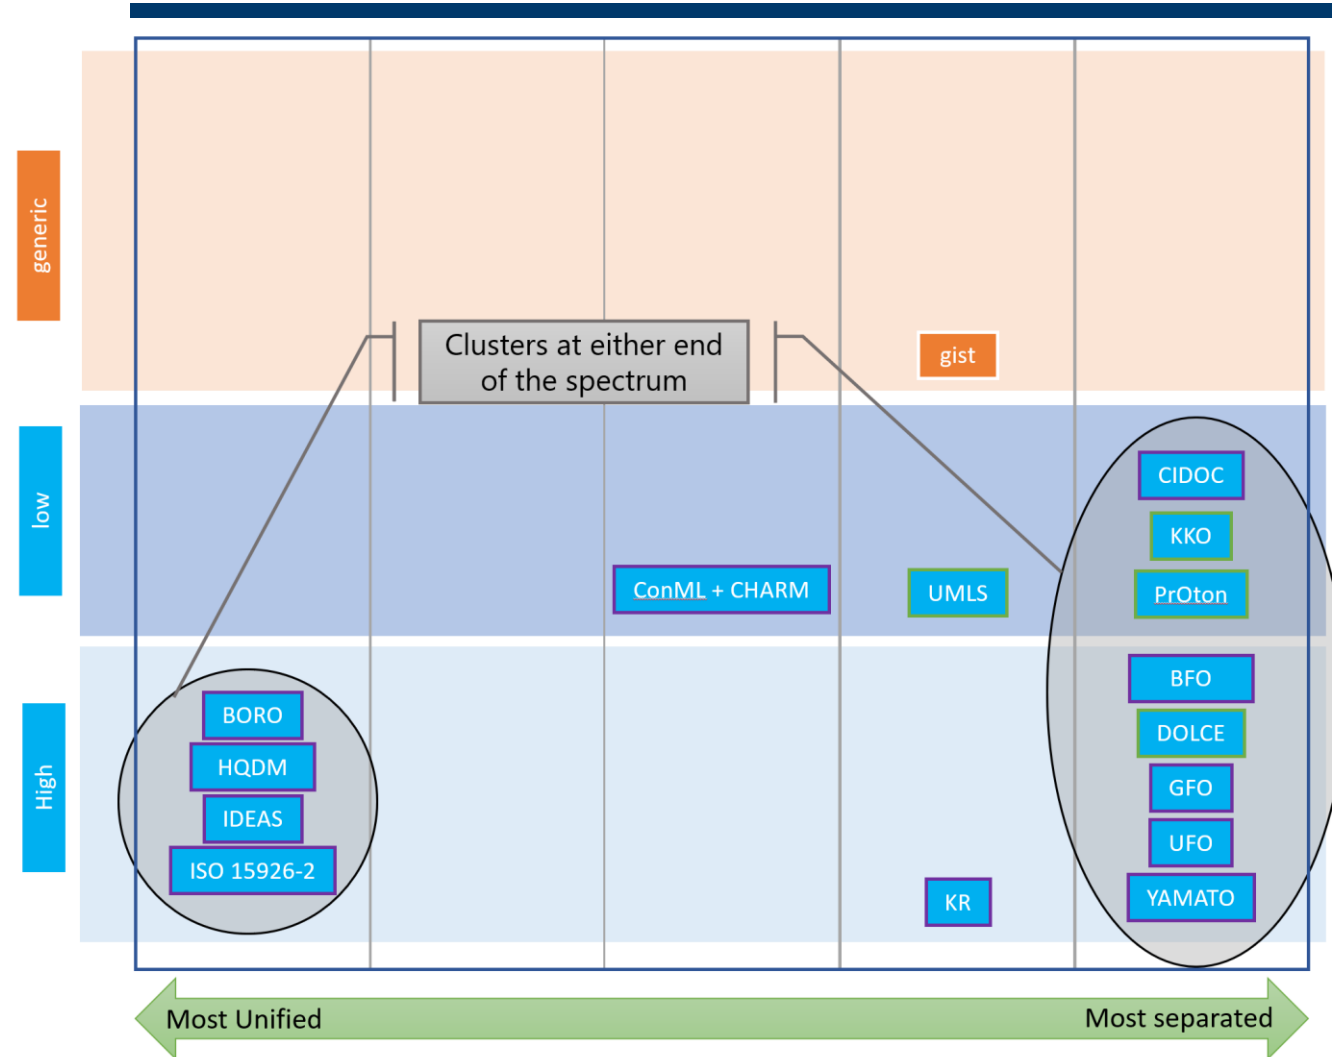 generic
Clusters at either end
of the spectrum
gist
low
CIDOC
KKO
ConML + CHARM
UMLS
PrOton
High
BORO
HQDM
IDEAS
ISO 15926-2
KR
BFO
DOLCE
GFO
UFO
YAMATO
Most Unified
Most separated